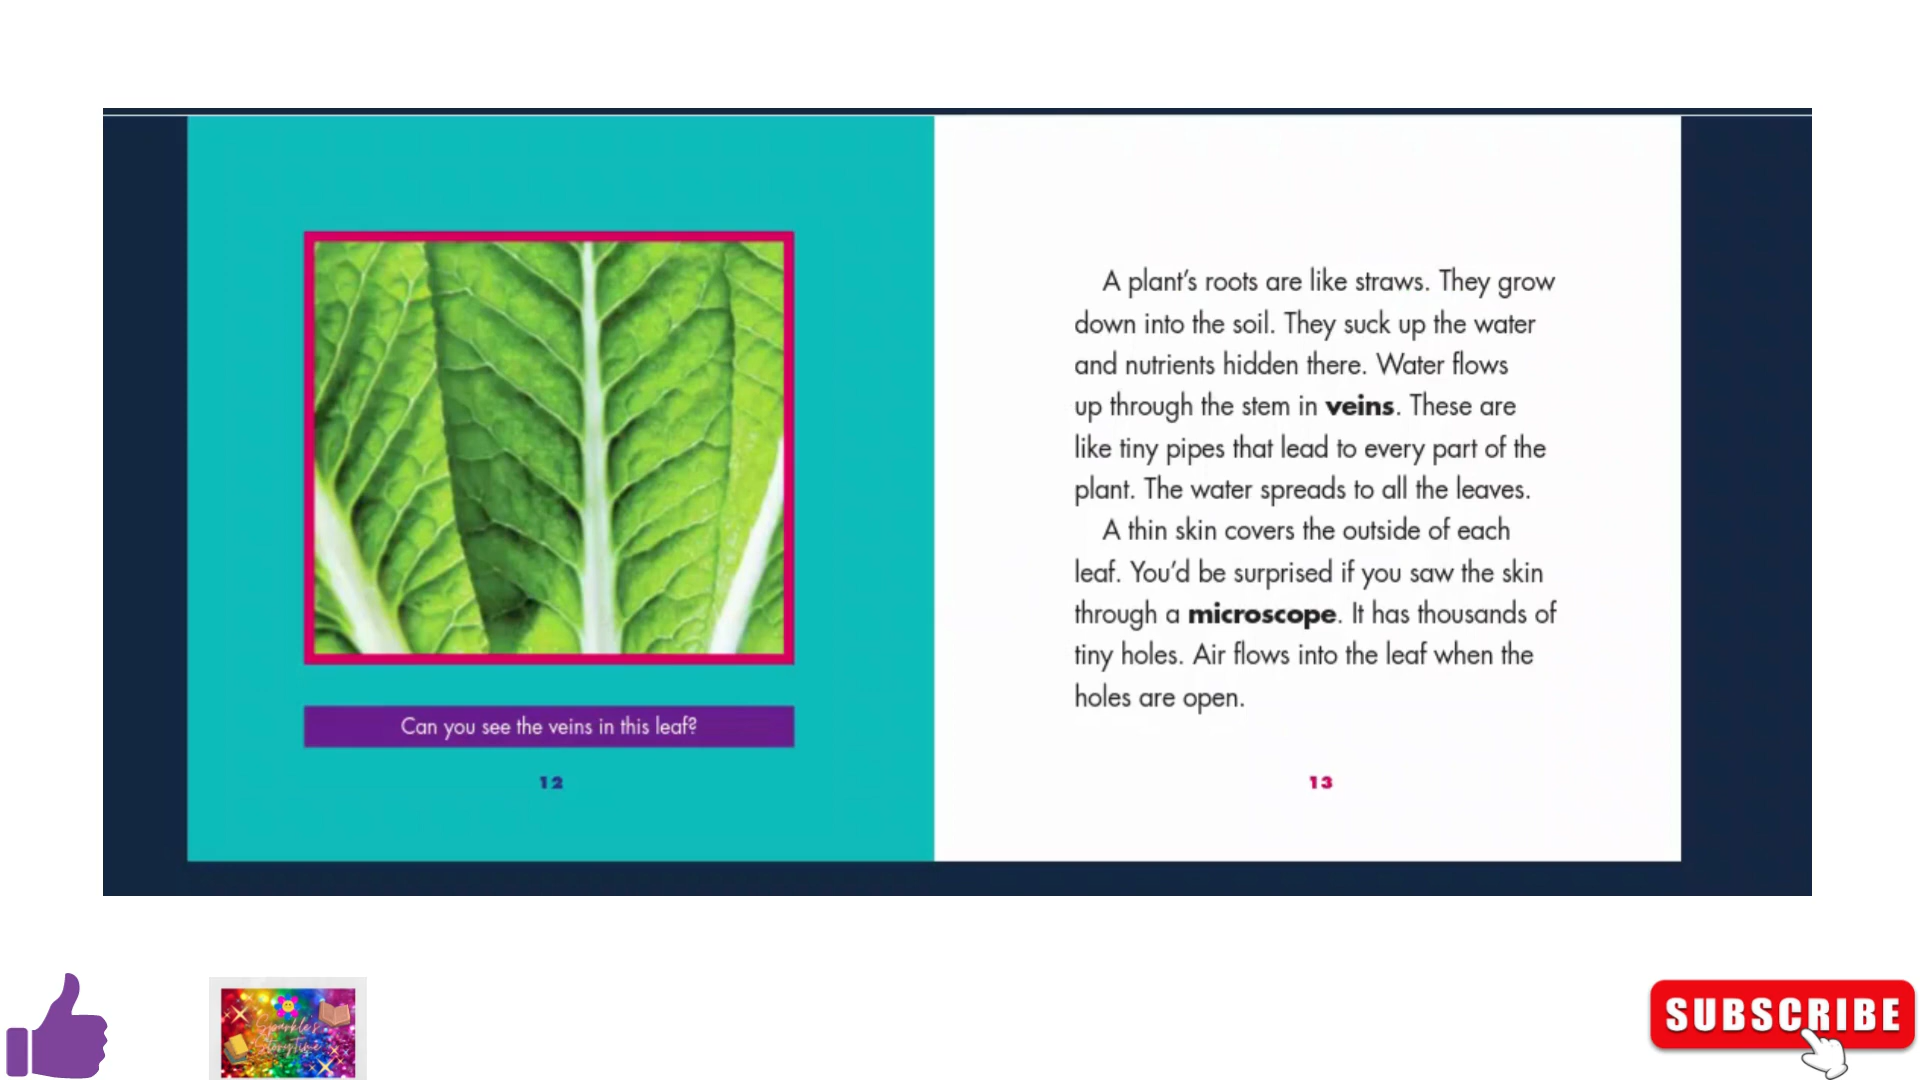 Can you see the veins in this leaf?
12
A plant's roots are like straws. They grow
down into the soil. They suck up the water
and nutrients hidden there. Water flows
up through the stem in veins. These are
like tiny pipes that lead to every part of the
plant. The water spreads to all the leaves.
A thin skin covers the outside of each
leaf. You'd be surprised if you saw the skin
through a microscope. It has thousands of
tiny holes. Air flows into the leaf when the
holes are open.
13
Sparkle's
Storytime
SUBSCRIBE